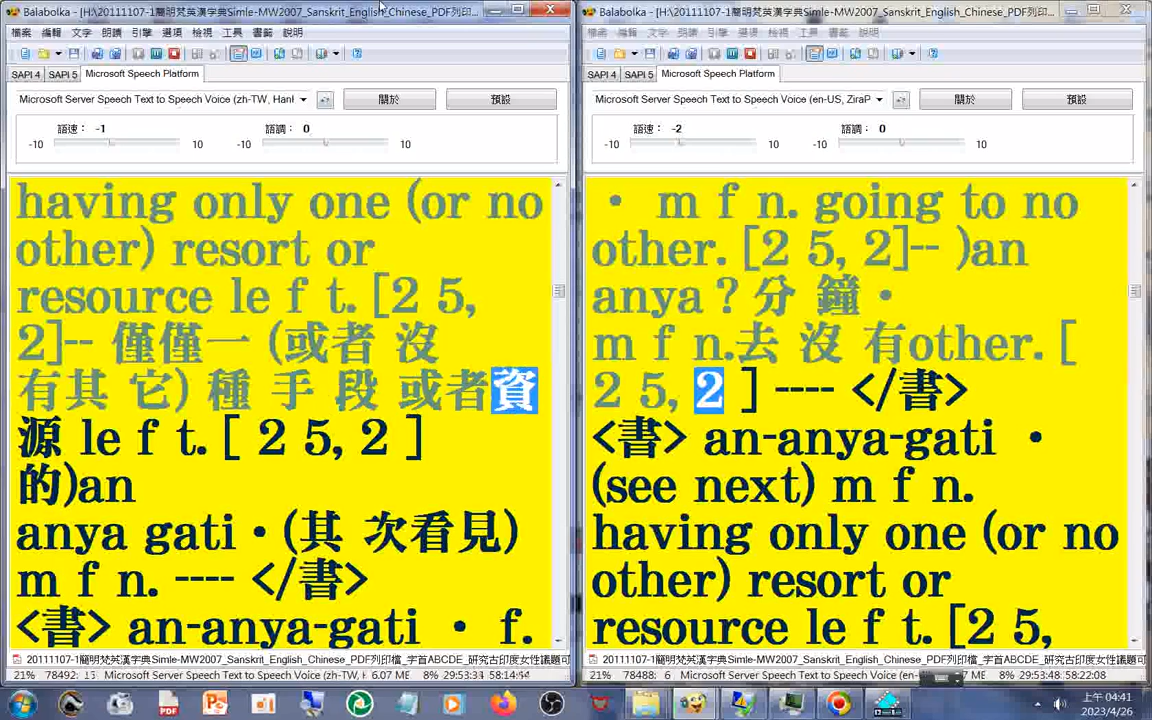 Balabolka - [H:\20111107-1簡明梵英漢字典Simle-MW2007_Sanskrit_English_Chinese_PDF列印...
檔案 編輯 文字 朗讀 引擎 選項 檢視 工具 書籤 說明
SAPI 4 SAPI 5 Microsoft Speech Platform
Microsoft Server Speech Text to Speech Voice (zh-TW, Hanl 關於 預設
語速: -1 語調: 0
-10 10 -10 10
having only one (or no
other) resort or
resource le f t. [2 5,
2]-- 僅僅一 (或者 沒
有其 它) 種 手 段 或者資
源 le f t. [ 2 5, 2 ]
的)an
anya gati•(其 次看見)
m f n. ---- </書>
<書> an-anya-gati • f.
20111107-1簡明梵英漢字典Simle-MW2007_Sanskrit_English_Chinese_PDF列印檔_字首ABCDE_研究古印度女性議題可
21% 78492: 15 Microsoft Server Speech Text to Speech Voice (zh-TW, 6.07 ME 8% 29:53:34 58:14:54
Balabolka - [H:\20111107-1簡明梵英漢字典Simle-MW2007_Sanskrit_English_Chinese_PDF列印...
檔案 編輯 文字 朗讀 引擎 選項 檢視 工具 書籤 說明
SAPI 4 SAPI 5 Microsoft Speech Platform
Microsoft Server Speech Text to Speech Voice (en-US, ZiraP 關於 預設
語速: -2 語調: 0
-10 10 -10 10
• m f n. going to no
other. [2 5, 2]-- )an
anya？分 鐘•
m f n.去 沒 有other. [
2 5, 2 ] ---- </書>
<書> an-anya-gati •
(see next) m f n.
having only one (or no
other) resort or
resource le f t. [2 5,
20111107-1簡明梵英漢字典Simle-MW2007_Sanskrit_English_Chinese_PDF列印檔_字首ABCDE_研究古印度女性議題可
21% 78488: 6 Microsoft Server Speech Text to Speech Voice (en-US, ME 8% 29:53:48 58:22:08
上午 04:41
2023/4/26